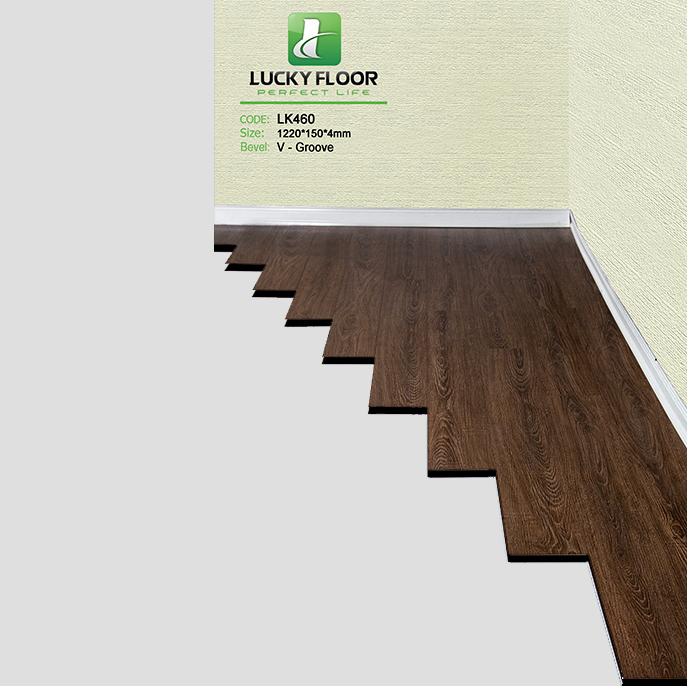 LUCKY FLOOR
PERFECT LIFE
CODE: LK460
Size: 1220*150*4mm
Bevel: V - Groove